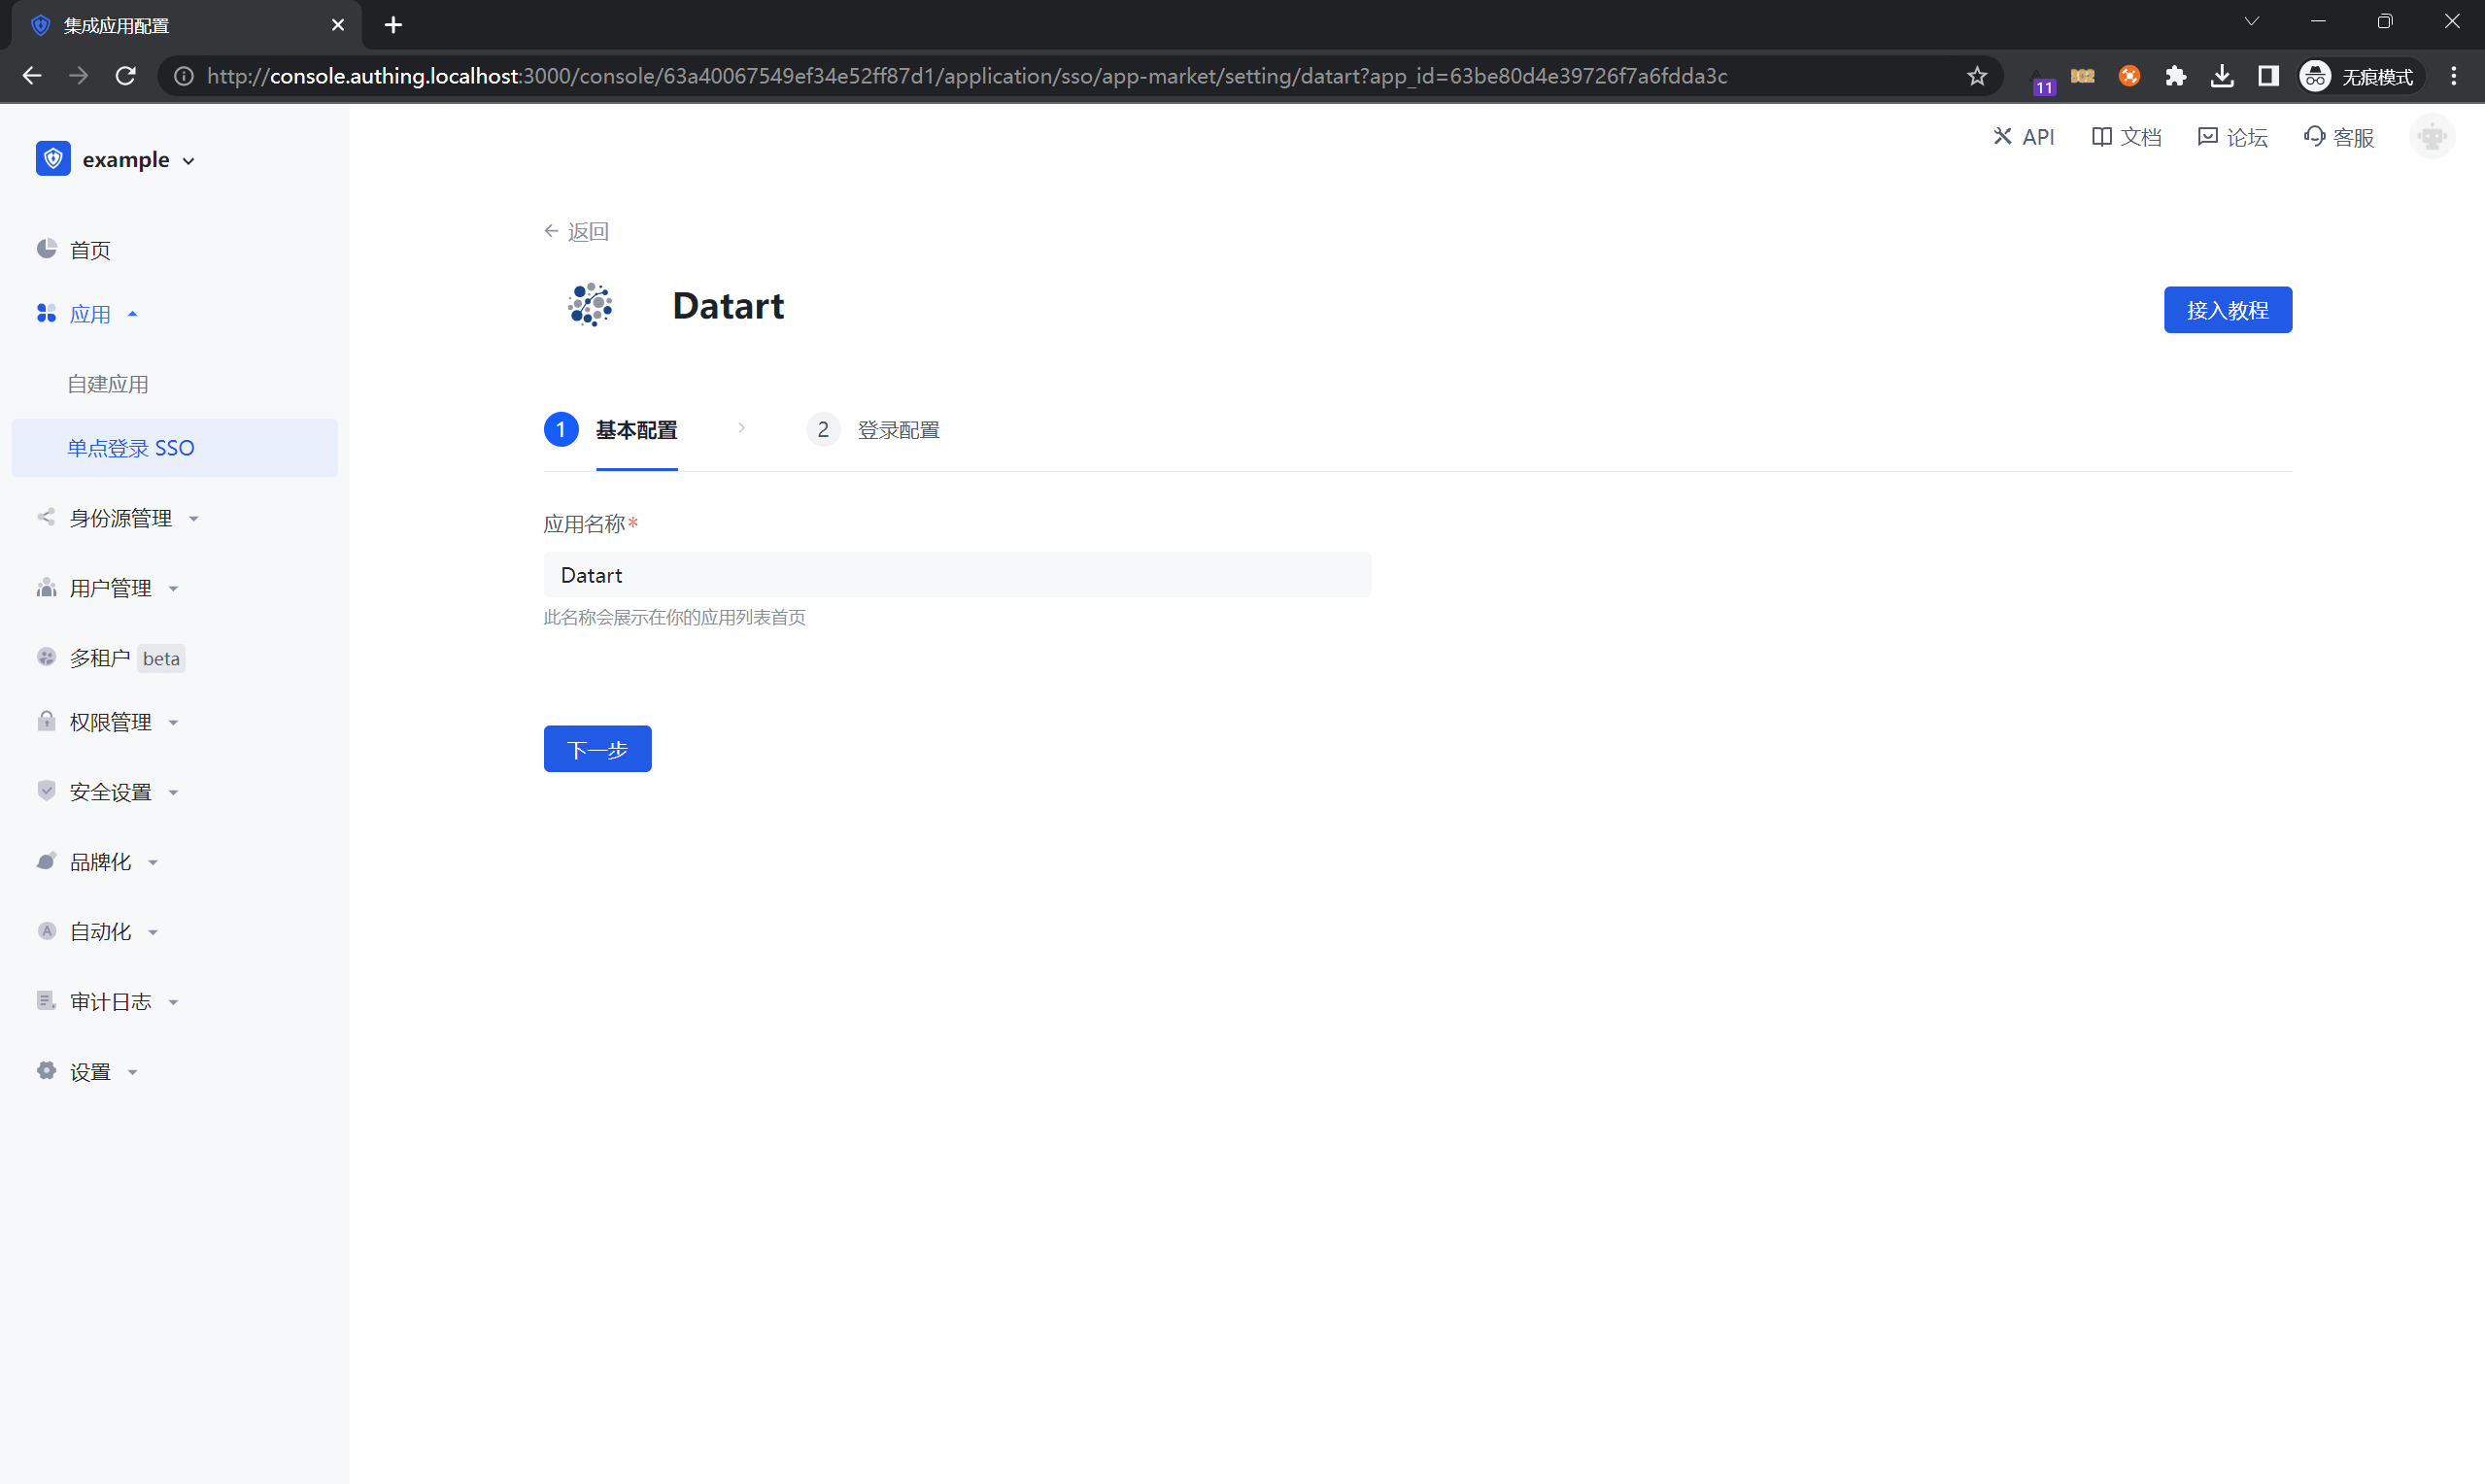 集成应用配置
http://console.authing.localhost:3000/console/63a40067549ef34e52ff87d1/application/sso/app-market/setting/datart?app_id=63be80d4e39726f7a6fdda3c
11
302
无痕模式
example
API
文档
论坛
客服
首页
应用
自建应用
单点登录 SSO
身份源管理
用户管理
多租户 beta
权限管理
安全设置
品牌化
自动化
审计日志
设置
返回
Datart
接入教程
1 基本配置
2 登录配置
应用名称*
Datart
此名称会展示在你的应用列表首页
下一步